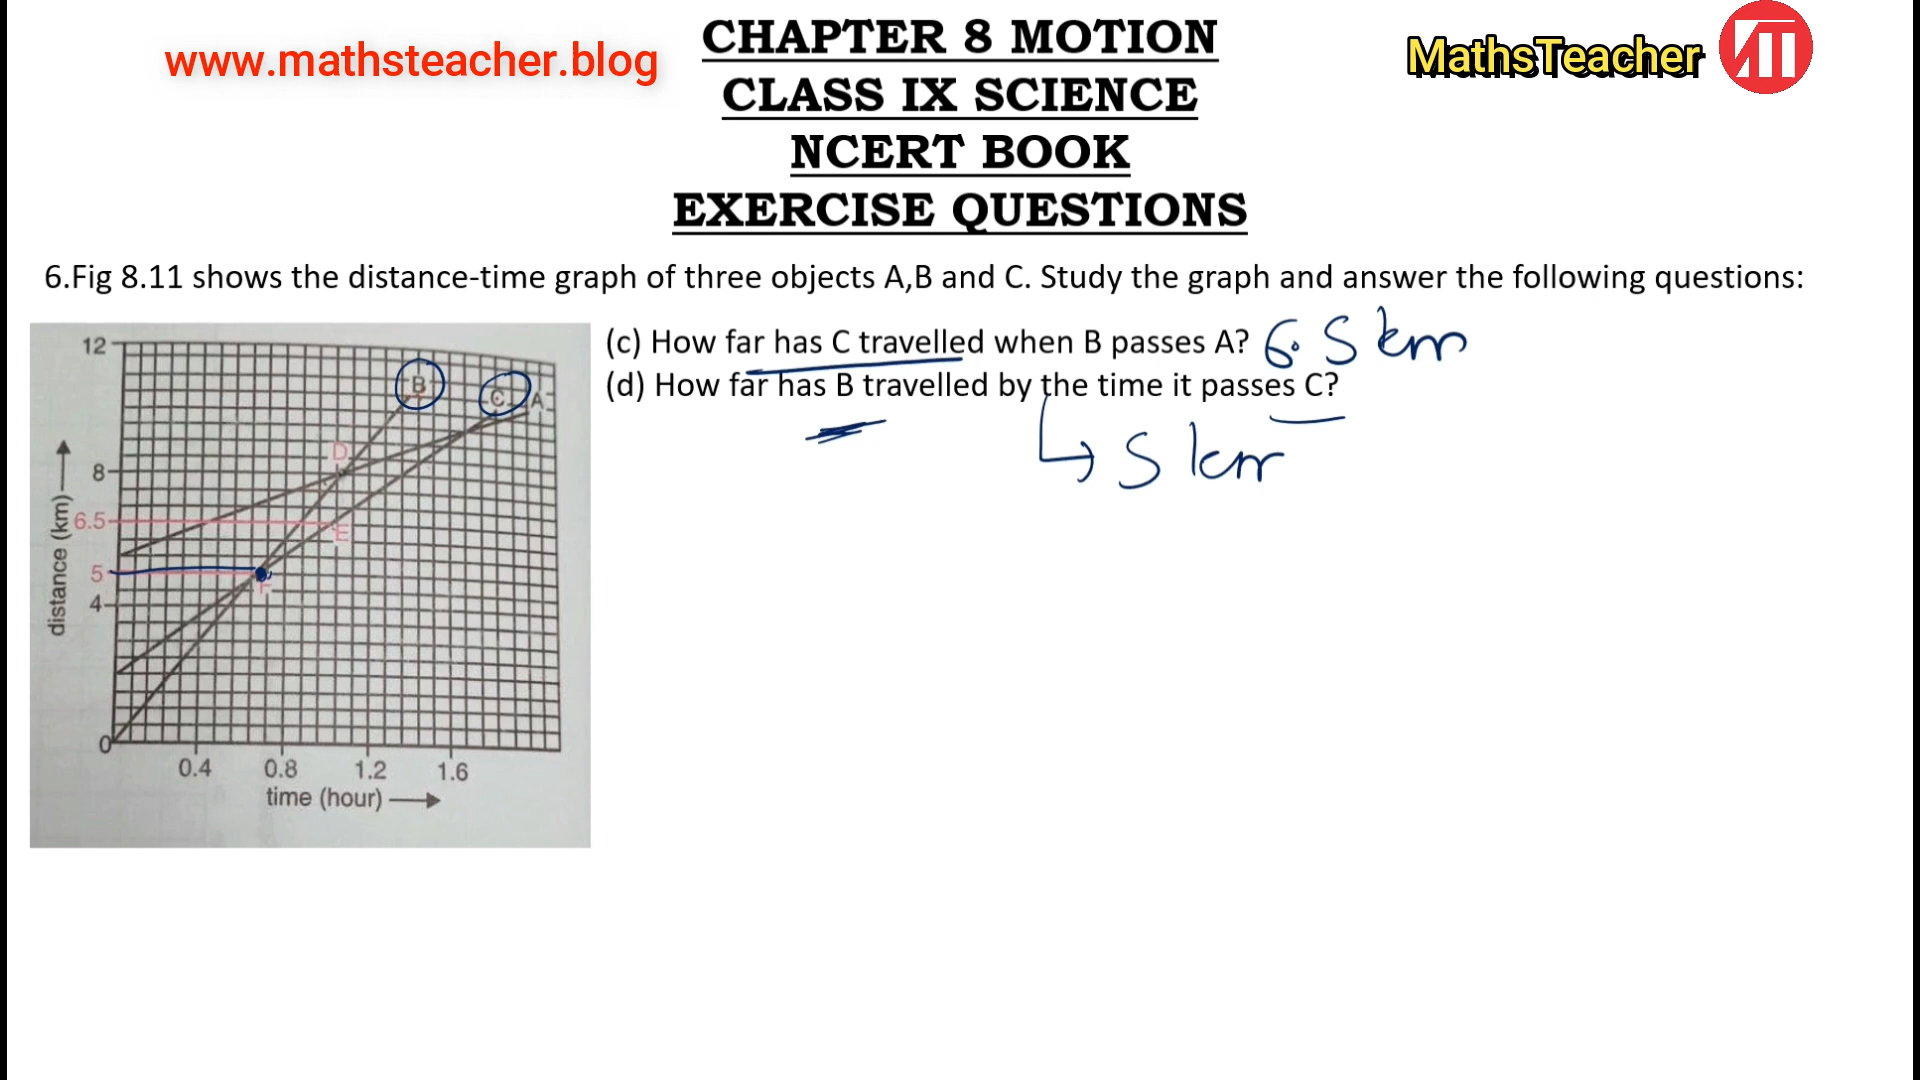 www.mathsteacher.blog
MathsTeacher
CHAPTER 8 MOTION
CLASS IX SCIENCE
NCERT BOOK
EXERCISE QUESTIONS
6.Fig 8.11 shows the distance-time graph of three objects A,B and C. Study the graph and answer the following questions:
(c) How far has C travelled when B passes A? 6.5 km
(d) How far has B travelled by the time it passes C?
5 km
12
B
C
A
D
8
6.5
E
5
F
4
0
distance (km)
0.4 0.8 1.2 1.6
time (hour)